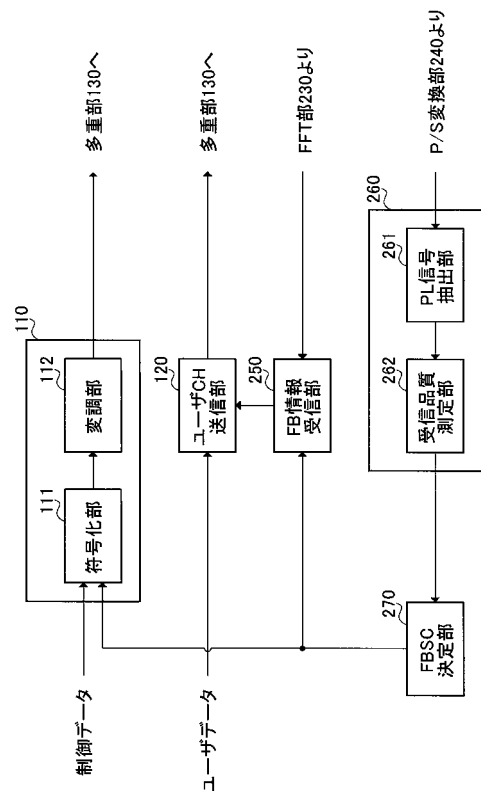 110
制御データ
111
符号化部
112
変調部
多重部130へ
ユーザデータ
120
ユーザCH
送信部
多重部130へ
250
FB情報
受信部
FFT部230より
260
270
FBSC
決定部
262
受信品質
測定部
261
PL信号
抽出部
P/S変換部240より